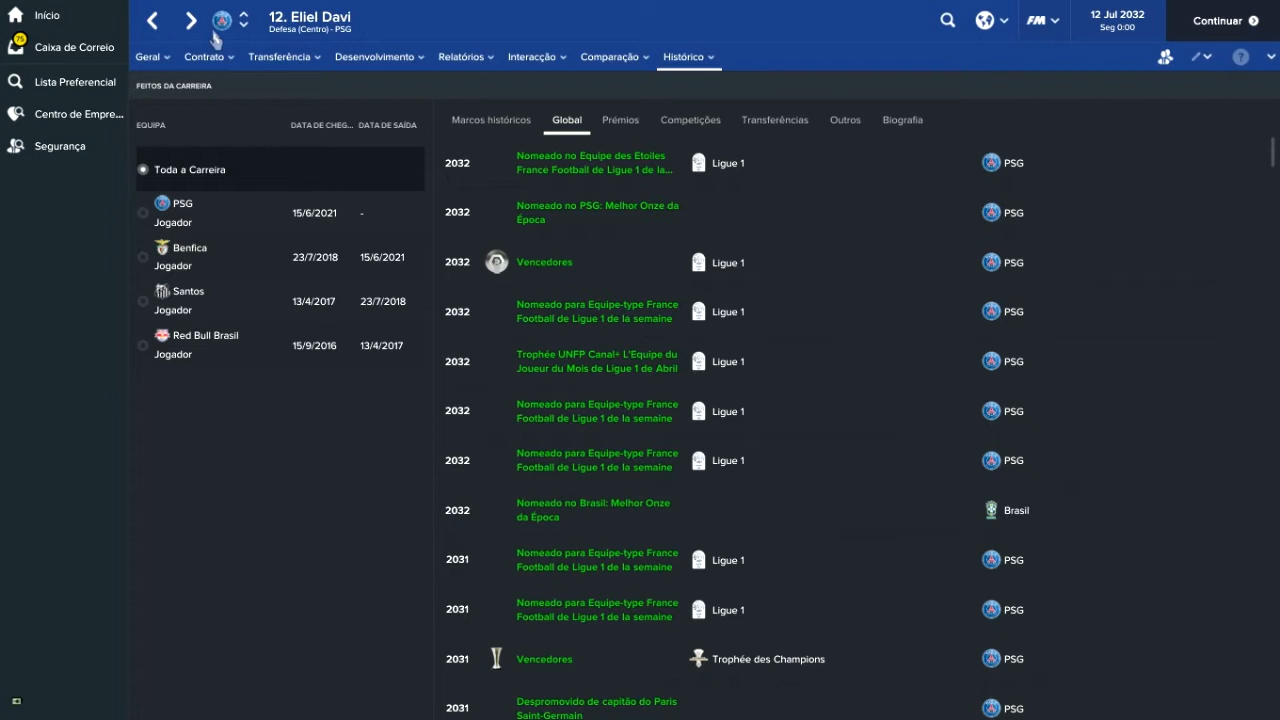 Início
75
Caixa de Correio
Lista Preferencial
Centro de Empre...
Segurança
12. Eliel Davi
Defesa (Centro) - PSG
FM
12 Jul 2032
Seg 0:00
Continuar
Geral
Contrato
Transferência
Desenvolvimento
Relatórios
Interacção
Comparação
Histórico
?
FEITOS DA CARREIRA
EQUIPA DATA DE CHEG... DATA DE SAÍDA
Toda a Carreira
PSG
Jogador
15/6/2021 -
Benfica
Jogador
23/7/2018 15/6/2021
Santos
Jogador
13/4/2017 23/7/2018
Red Bull Brasil
Jogador
15/9/2016 13/4/2017
Marcos históricos Global Prémios Competições Transferências Outros Biografia
2032 Nomeado no Equipe des Etoiles
France Football de Ligue 1 de la...
Ligue 1 PSG
2032 Nomeado no PSG: Melhor Onze da
Época
PSG
2032 Vencedores Ligue 1 PSG
2032 Nomeado para Equipe-type France
Football de Ligue 1 de la semaine
Ligue 1 PSG
2032 Trophée UNFP Canal+ L'Equipe du
Joueur du Mois de Ligue 1 de Abril
Ligue 1 PSG
2032 Nomeado para Equipe-type France
Football de Ligue 1 de la semaine
Ligue 1 PSG
2032 Nomeado para Equipe-type France
Football de Ligue 1 de la semaine
Ligue 1 PSG
2032 Nomeado no Brasil: Melhor Onze
da Época
Brasil
2031 Nomeado para Equipe-type France
Football de Ligue 1 de la semaine
Ligue 1 PSG
2031 Nomeado para Equipe-type France
Football de Ligue 1 de la semaine
Ligue 1 PSG
2031 Vencedores Trophée des Champions PSG
2031 Despromovido de capitão do Paris
Saint-Germain
PSG